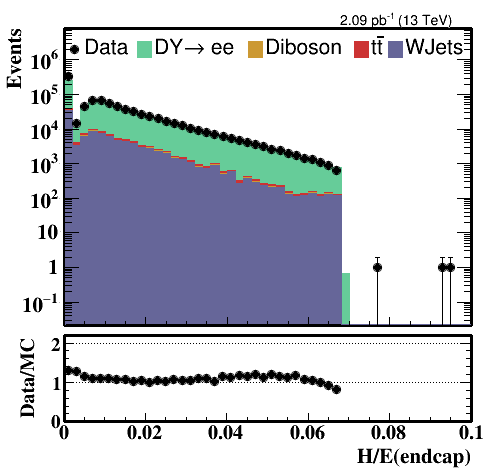 2.09 pb⁻¹ (13 TeV)
Events
Data DY→ ee Diboson tt̄ WJets
10⁶
10⁵
10⁴
10³
10²
10
1
10⁻¹
Data/MC
2
1
0
0 0.02 0.04 0.06 0.08 0.1
H/E(endcap)